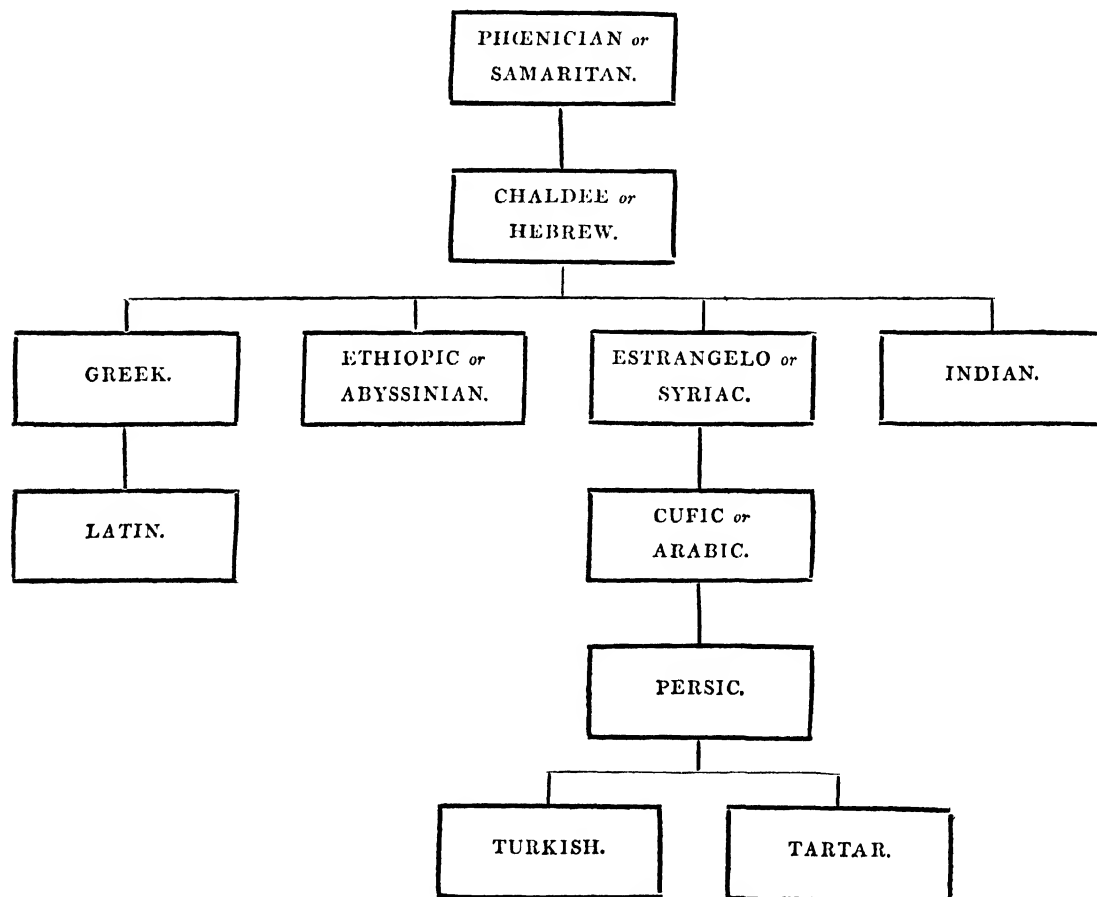 PHŒNICIAN or
SAMARITAN.
CHALDEE or
HEBREW.
GREEK.
ETHIOPIC or
ABYSSINIAN.
ESTRANGELO or
SYRIAC.
INDIAN.
LATIN.
CUFIC or
ARABIC.
PERSIC.
TURKISH.
TARTAR.